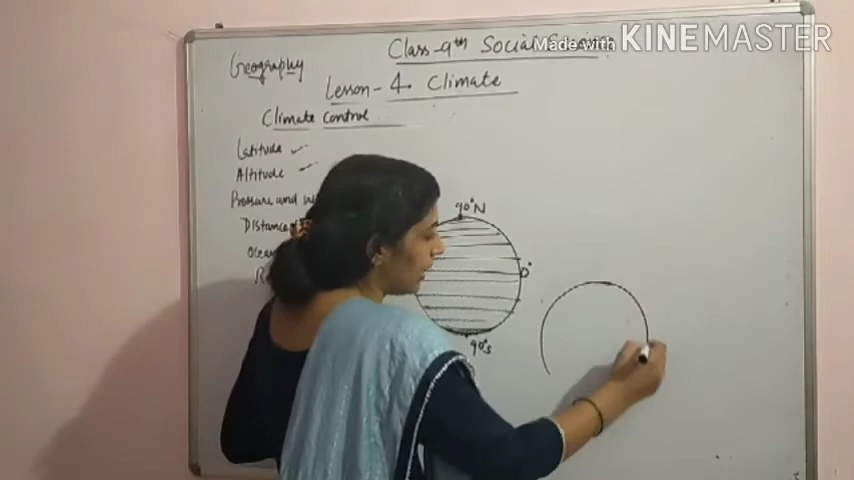 Class-9th Social Science
Made with KINEMASTER
Geography
Lesson-4. Climate
Climate Control
Latitude
Altitude
Pressure and
Distance
90°N
0°
90°S